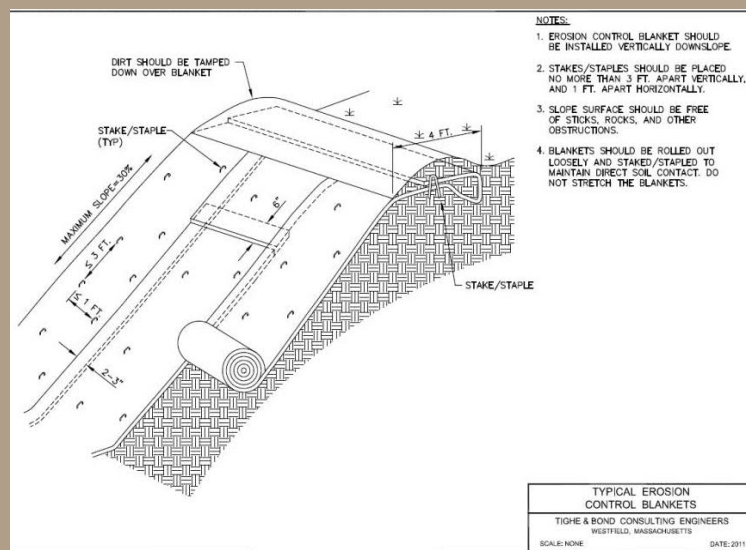 NOTES:
1. EROSION CONTROL BLANKET SHOULD
BE INSTALLED VERTICALLY DOWNSLOPE.
2. STAKES/STAPLES SHOULD BE PLACED
NO MORE THAN 3 FT. APART VERTICALLY,
AND 1 FT. APART HORIZONTALLY.
3. SLOPE SURFACE SHOULD BE FREE
OF STICKS, ROCKS, AND OTHER
OBSTRUCTIONS.
4. BLANKETS SHOULD BE ROLLED OUT
LOOSELY AND STAKED/STAPLED TO
MAINTAIN DIRECT SOIL CONTACT. DO
NOT STRETCH THE BLANKETS.
DIRT SHOULD BE TAMPED
DOWN OVER BLANKET
STAKE/STAPLE
(TYP)
4 FT.
MAXIMUM SLOPE=30%
6"
≤ 3 FT.
≤ 1 FT.
2-3"
STAKE/STAPLE
TYPICAL EROSION
CONTROL BLANKETS
TIGHE & BOND CONSULTING ENGINEERS
WESTFIELD, MASSACHUSETTS
SCALE: NONE
DATE: 2011